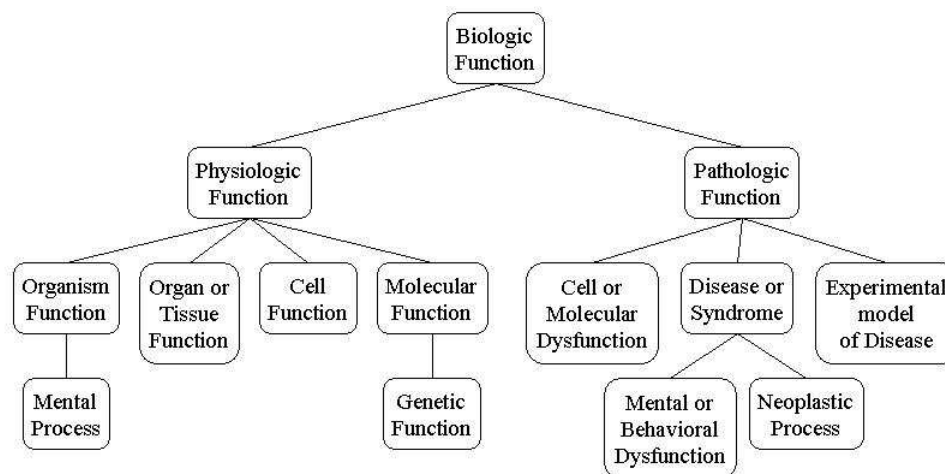 Biologic
Function
Physiologic
Function
Pathologic
Function
Organism
Function
Organ or
Tissue
Function
Cell
Function
Molecular
Function
Cell or
Molecular
Dysfunction
Disease or
Syndrome
Experimental
model
of Disease
Mental
Process
Genetic
Function
Mental or
Behavioral
Dysfunction
Neoplastic
Process